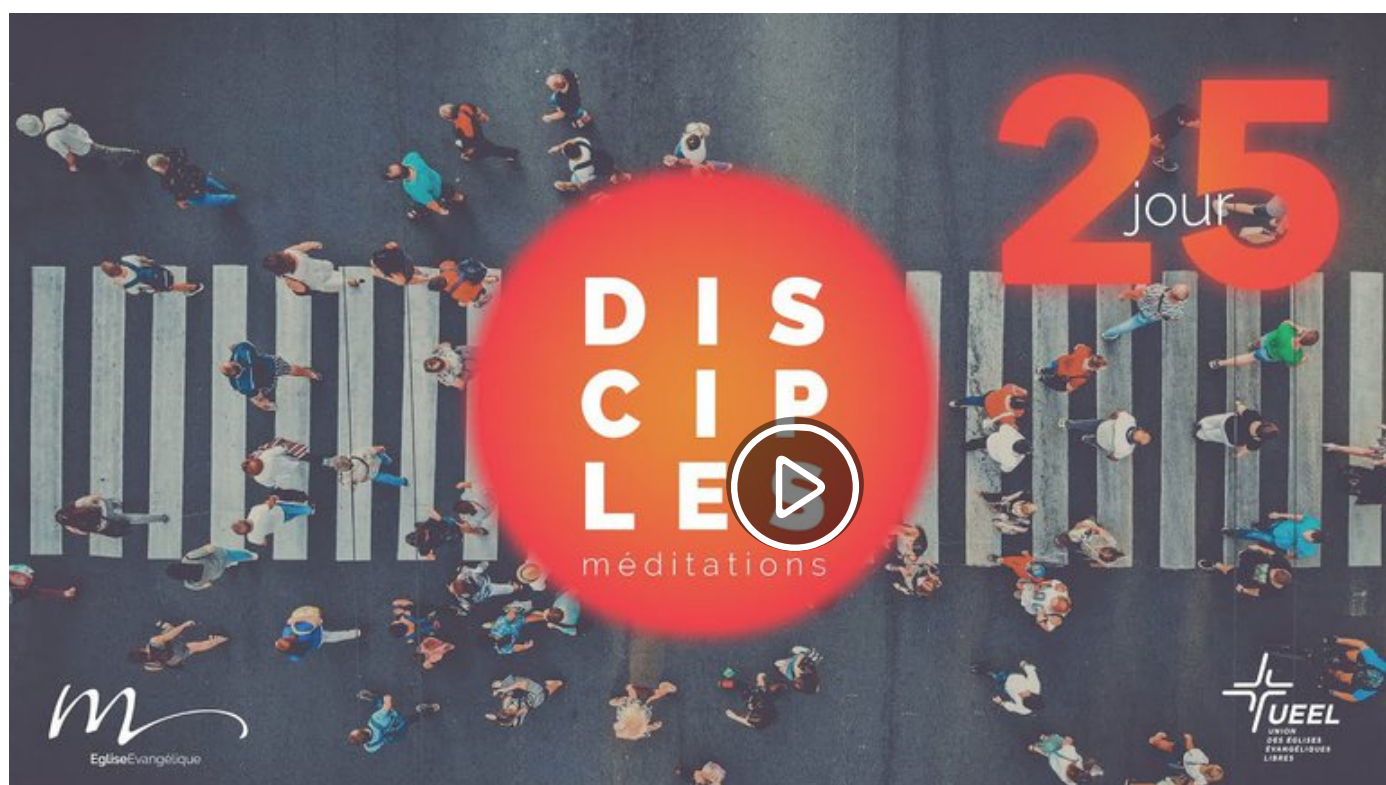 25
jour
DIS
CIP
LES
méditations
m
EgliseEvangélique
UEEL
UNION
DES ÉGLISES
ÉVANGÉLIQUES
LIBRES